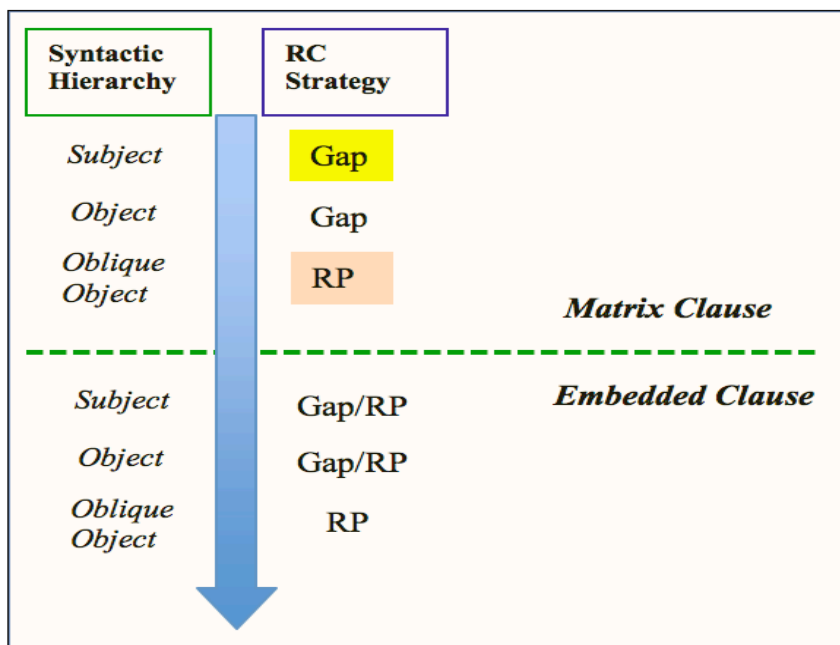 Syntactic
Hierarchy
RC
Strategy
Subject
Gap
Object
Gap
Oblique
Object
RP
Matrix Clause
Subject
Gap/RP
Embedded Clause
Object
Gap/RP
Oblique
Object
RP